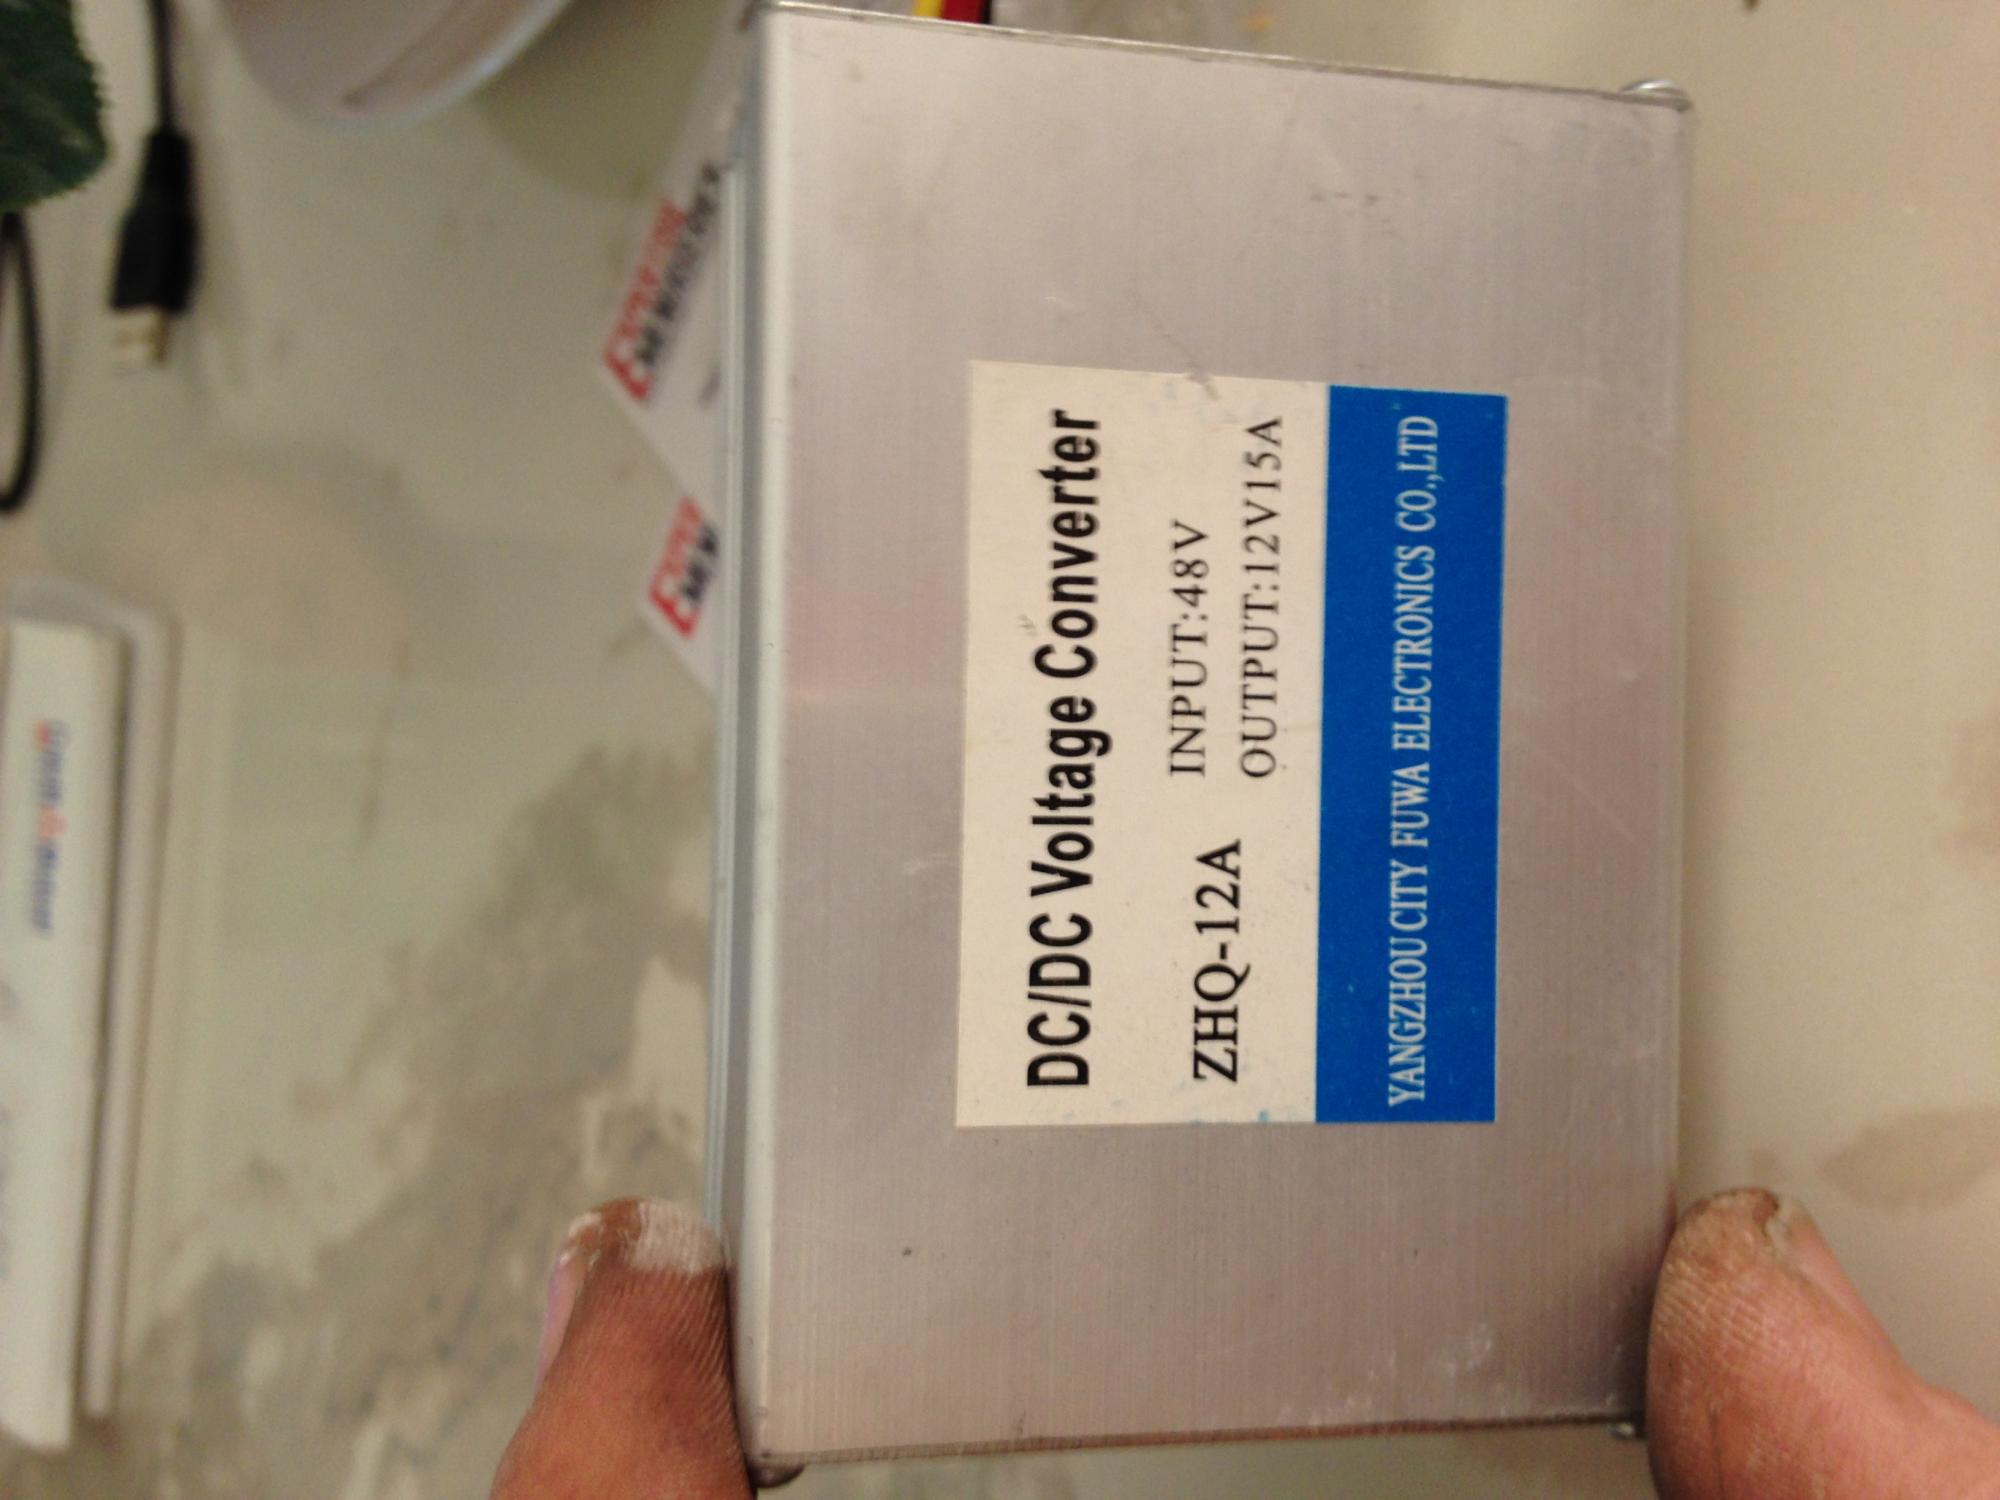 DC/DC Voltage Converter
ZHQ-12A
INPUT:48V
OUTPUT:12V15A
YANGZHOU CITY FUWA ELECTRONICS CO.,LTD